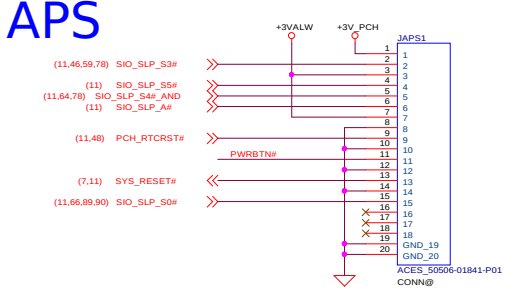 APS
+3VALW +3V_PCH
JAPS1
1 1
(11,46,59,78) SIO_SLP_S3# 2 2
3 3
(11) SIO_SLP_S5# 4 4
(11,64,78) SIO_SLP_S4#_AND 5 5
(11) SIO_SLP_A# 6 6
7 7
8 8
(11,48) PCH_RTCRST# 9 9
10 10
PWRBTN# 11 11
12 12
(7,11) SYS_RESET# 13 13
14 14
(11,66,89,90) SIO_SLP_S0# 15 15
16 16
17 17
18 18
19 GND_19
20 GND_20
ACES_50506-01841-P01
CONN@